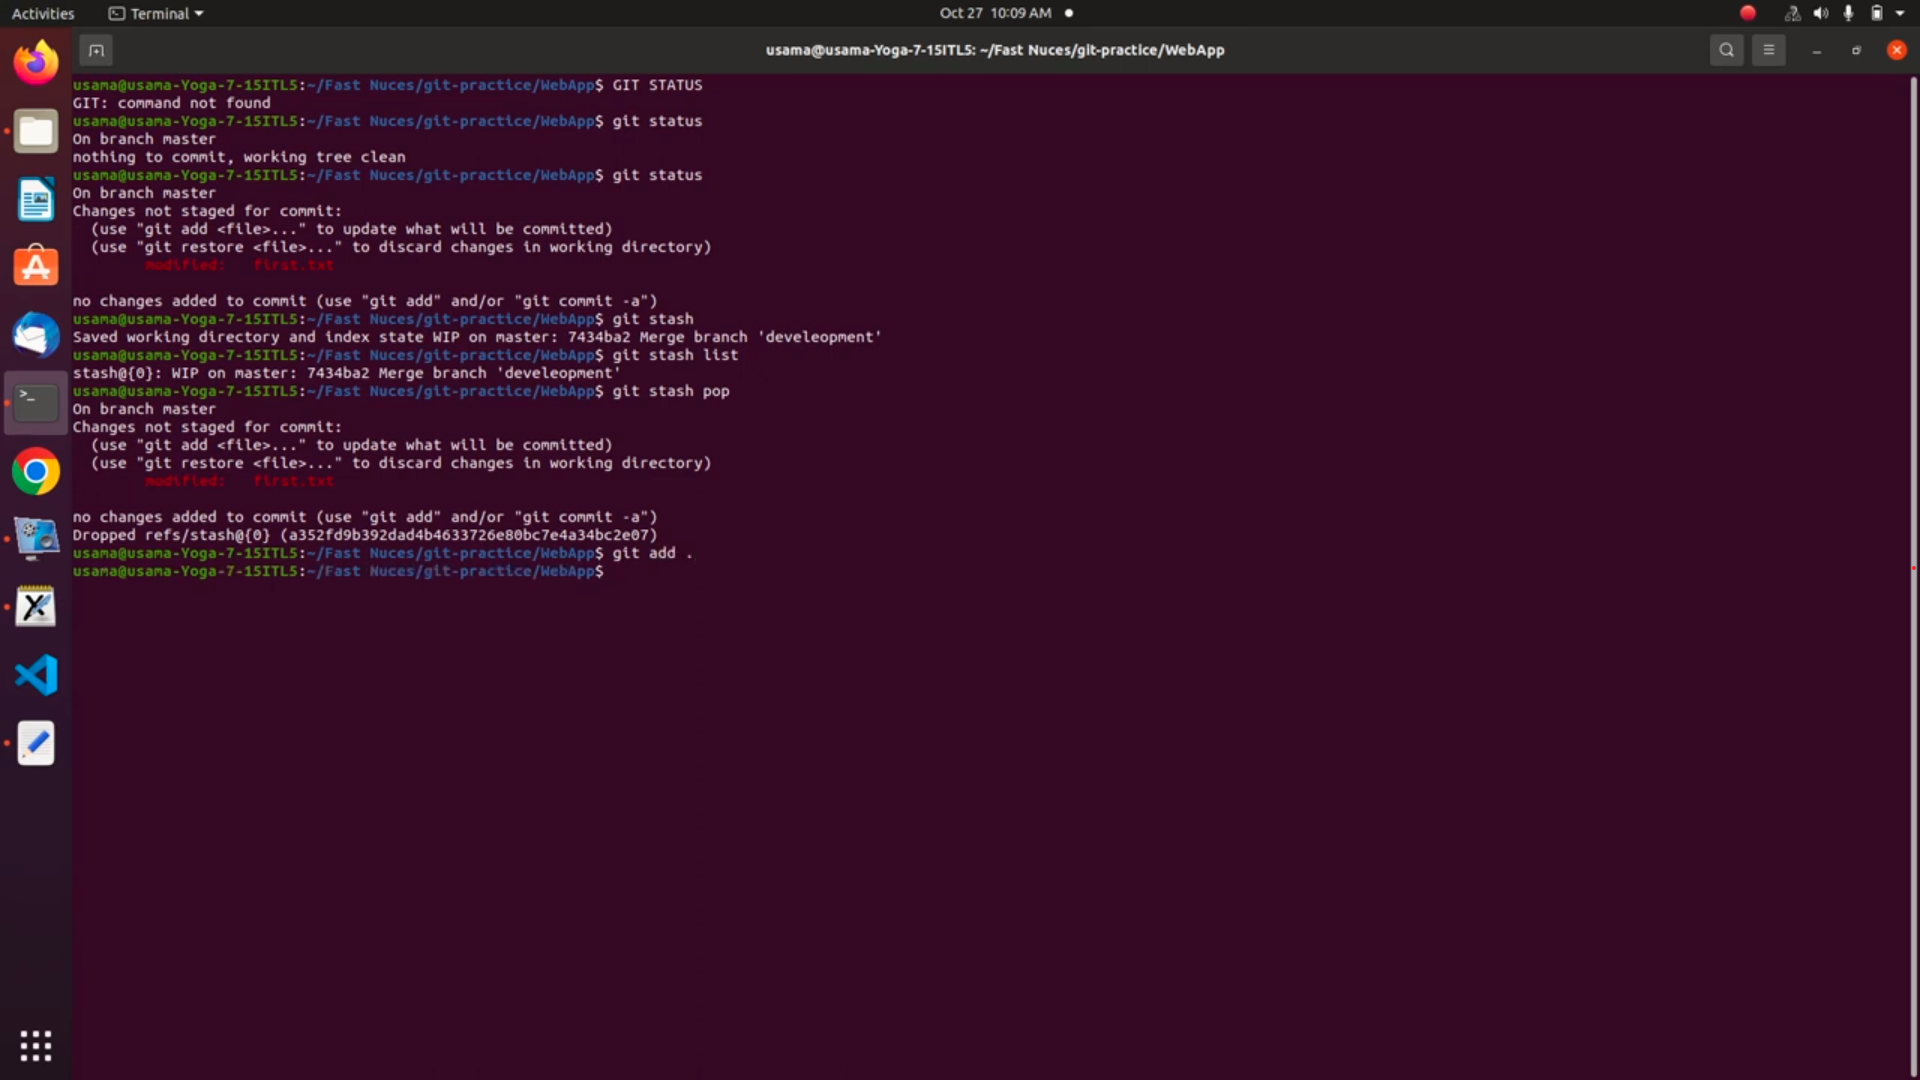 Activities
Terminal
Oct 27 10:09 AM
usama@usama-Yoga-7-15ITL5: ~/Fast Nuces/git-practice/WebApp
usama@usama-Yoga-7-15ITL5:~/Fast Nuces/git-practice/WebApp$ GIT STATUS
GIT: command not found
usama@usama-Yoga-7-15ITL5:~/Fast Nuces/git-practice/WebApp$ git status
On branch master
nothing to commit, working tree clean
usama@usama-Yoga-7-15ITL5:~/Fast Nuces/git-practice/WebApp$ git status
On branch master
Changes not staged for commit:
  (use "git add <file>..." to update what will be committed)
  (use "git restore <file>..." to discard changes in working directory)
        modified:   first.txt
no changes added to commit (use "git add" and/or "git commit -a")
usama@usama-Yoga-7-15ITL5:~/Fast Nuces/git-practice/WebApp$ git stash
Saved working directory and index state WIP on master: 7434ba2 Merge branch 'develeopment'
usama@usama-Yoga-7-15ITL5:~/Fast Nuces/git-practice/WebApp$ git stash list
stash@{0}: WIP on master: 7434ba2 Merge branch 'develeopment'
usama@usama-Yoga-7-15ITL5:~/Fast Nuces/git-practice/WebApp$ git stash pop
On branch master
Changes not staged for commit:
  (use "git add <file>..." to update what will be committed)
  (use "git restore <file>..." to discard changes in working directory)
        modified:   first.txt
no changes added to commit (use "git add" and/or "git commit -a")
Dropped refs/stash@{0} (a352fd9b392dad4b4633726e80bc7e4a34bc2e07)
usama@usama-Yoga-7-15ITL5:~/Fast Nuces/git-practice/WebApp$ git add .
usama@usama-Yoga-7-15ITL5:~/Fast Nuces/git-practice/WebApp$